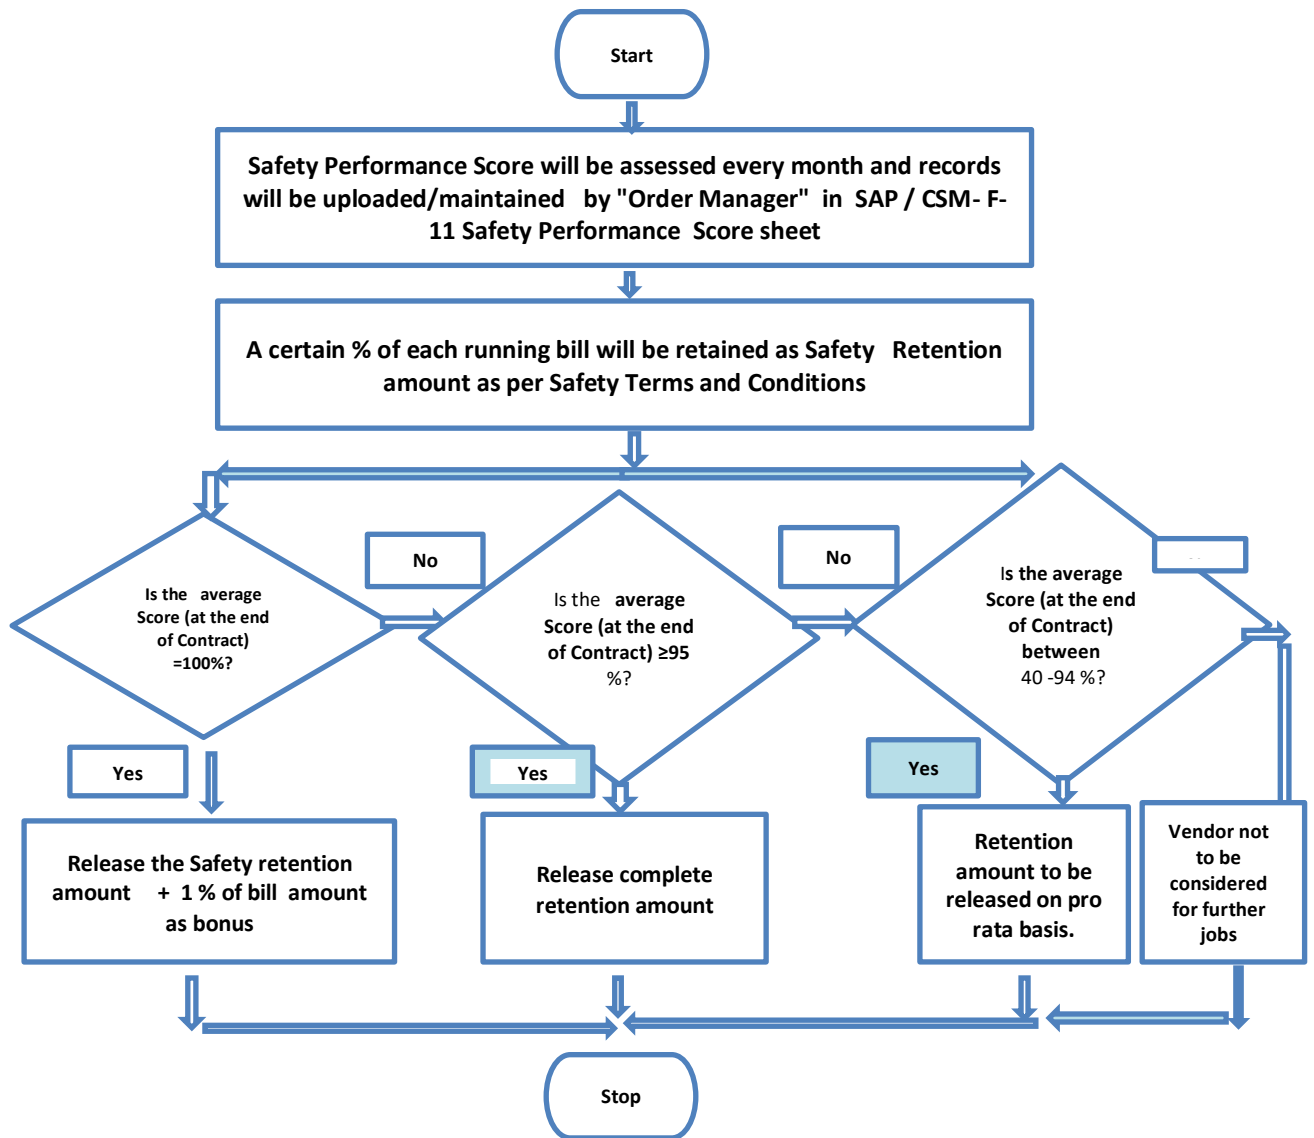 Start
Safety Performance Score will be assessed every month and records
will be uploaded/maintained by "Order Manager" in SAP / CSM- F-
11 Safety Performance Score sheet
A certain % of each running bill will be retained as Safety Retention
amount as per Safety Terms and Conditions
No
No
Is the average
Score (at the end
of Contract)
=100%?
Is the average
Score (at the end
of Contract) ≥95
%?
Is the average
Score (at the end
of Contract)
between
40 -94 %?
Yes
Yes
Yes
Release the Safety retention
amount + 1 % of bill amount
as bonus
Release complete
retention amount
Retention
amount to be
released on pro
rata basis.
Vendor not
to be
considered
for further
jobs
Stop